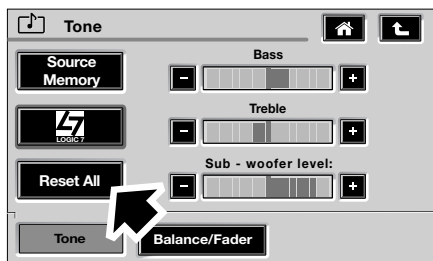 Tone
Bass
Source
Memory
- +
Treble
LOGIC 7
- +
Sub - woofer level:
Reset All
- +
Tone
Balance/Fader